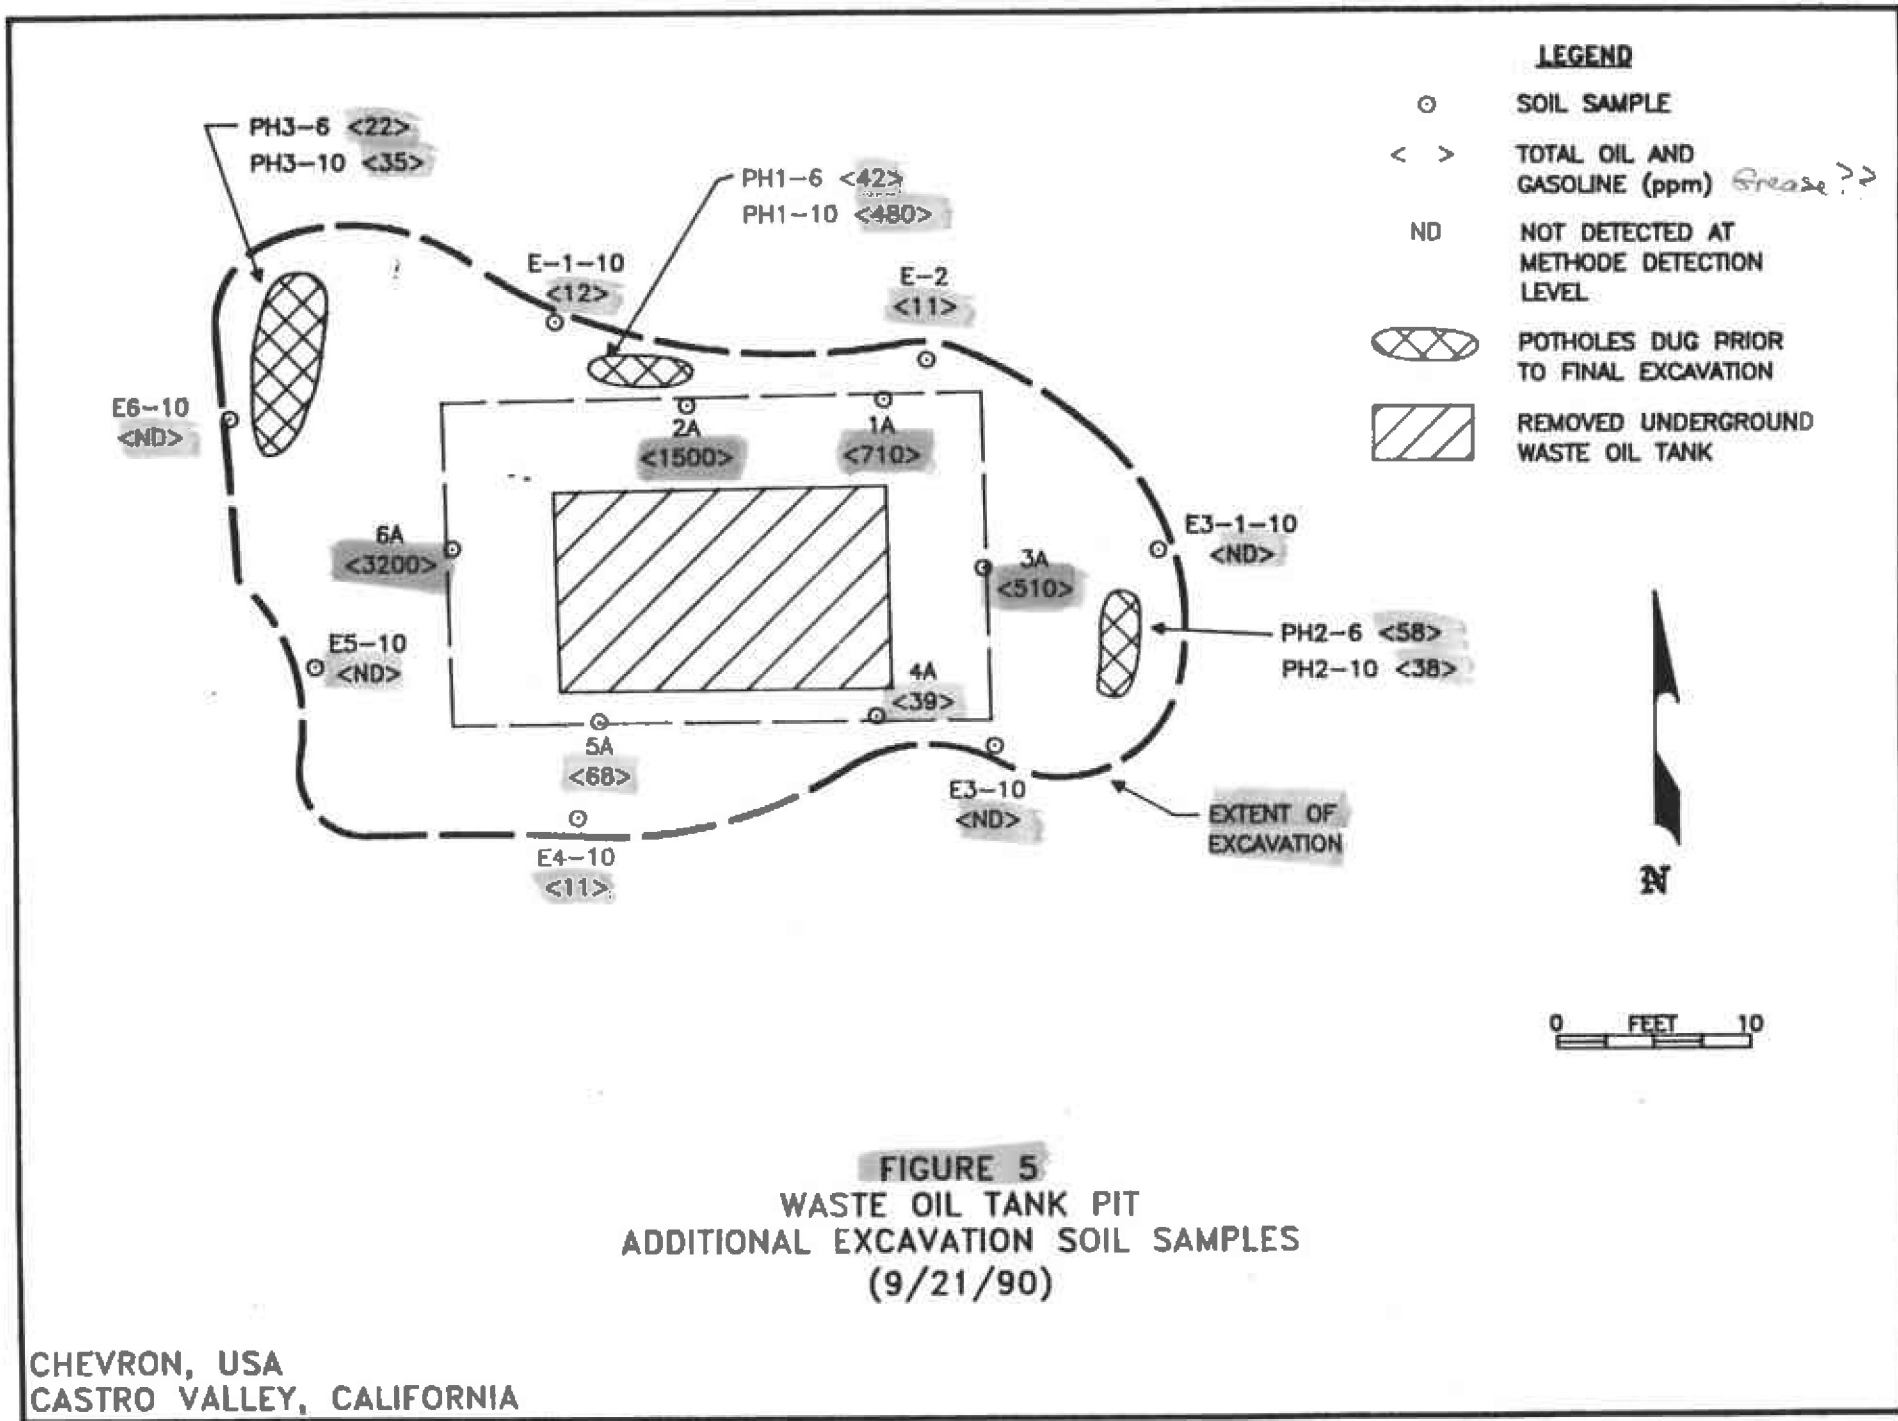 LEGEND
SOIL SAMPLE
< > TOTAL OIL AND
GASOLINE (ppm) Grease ??
ND NOT DETECTED AT
METHODE DETECTION
LEVEL
POTHOLES DUG PRIOR
TO FINAL EXCAVATION
REMOVED UNDERGROUND
WASTE OIL TANK
PH3-6 <22>
PH3-10 <35>
PH1-6 <42>
PH1-10 <480>
E-1-10
<12>
E-2
<11>
E6-10
<ND>
2A
<1500>
1A
<710>
6A
<3200>
3A
<510>
E3-1-10
<ND>
PH2-6 <58>
PH2-10 <38>
E5-10
<ND>
4A
<39>
5A
<68>
E3-10
<ND>
EXTENT OF
EXCAVATION
E4-10
<11>
N
0 FEET 10
FIGURE 5
WASTE OIL TANK PIT
ADDITIONAL EXCAVATION SOIL SAMPLES
(9/21/90)
CHEVRON, USA
CASTRO VALLEY, CALIFORNIA